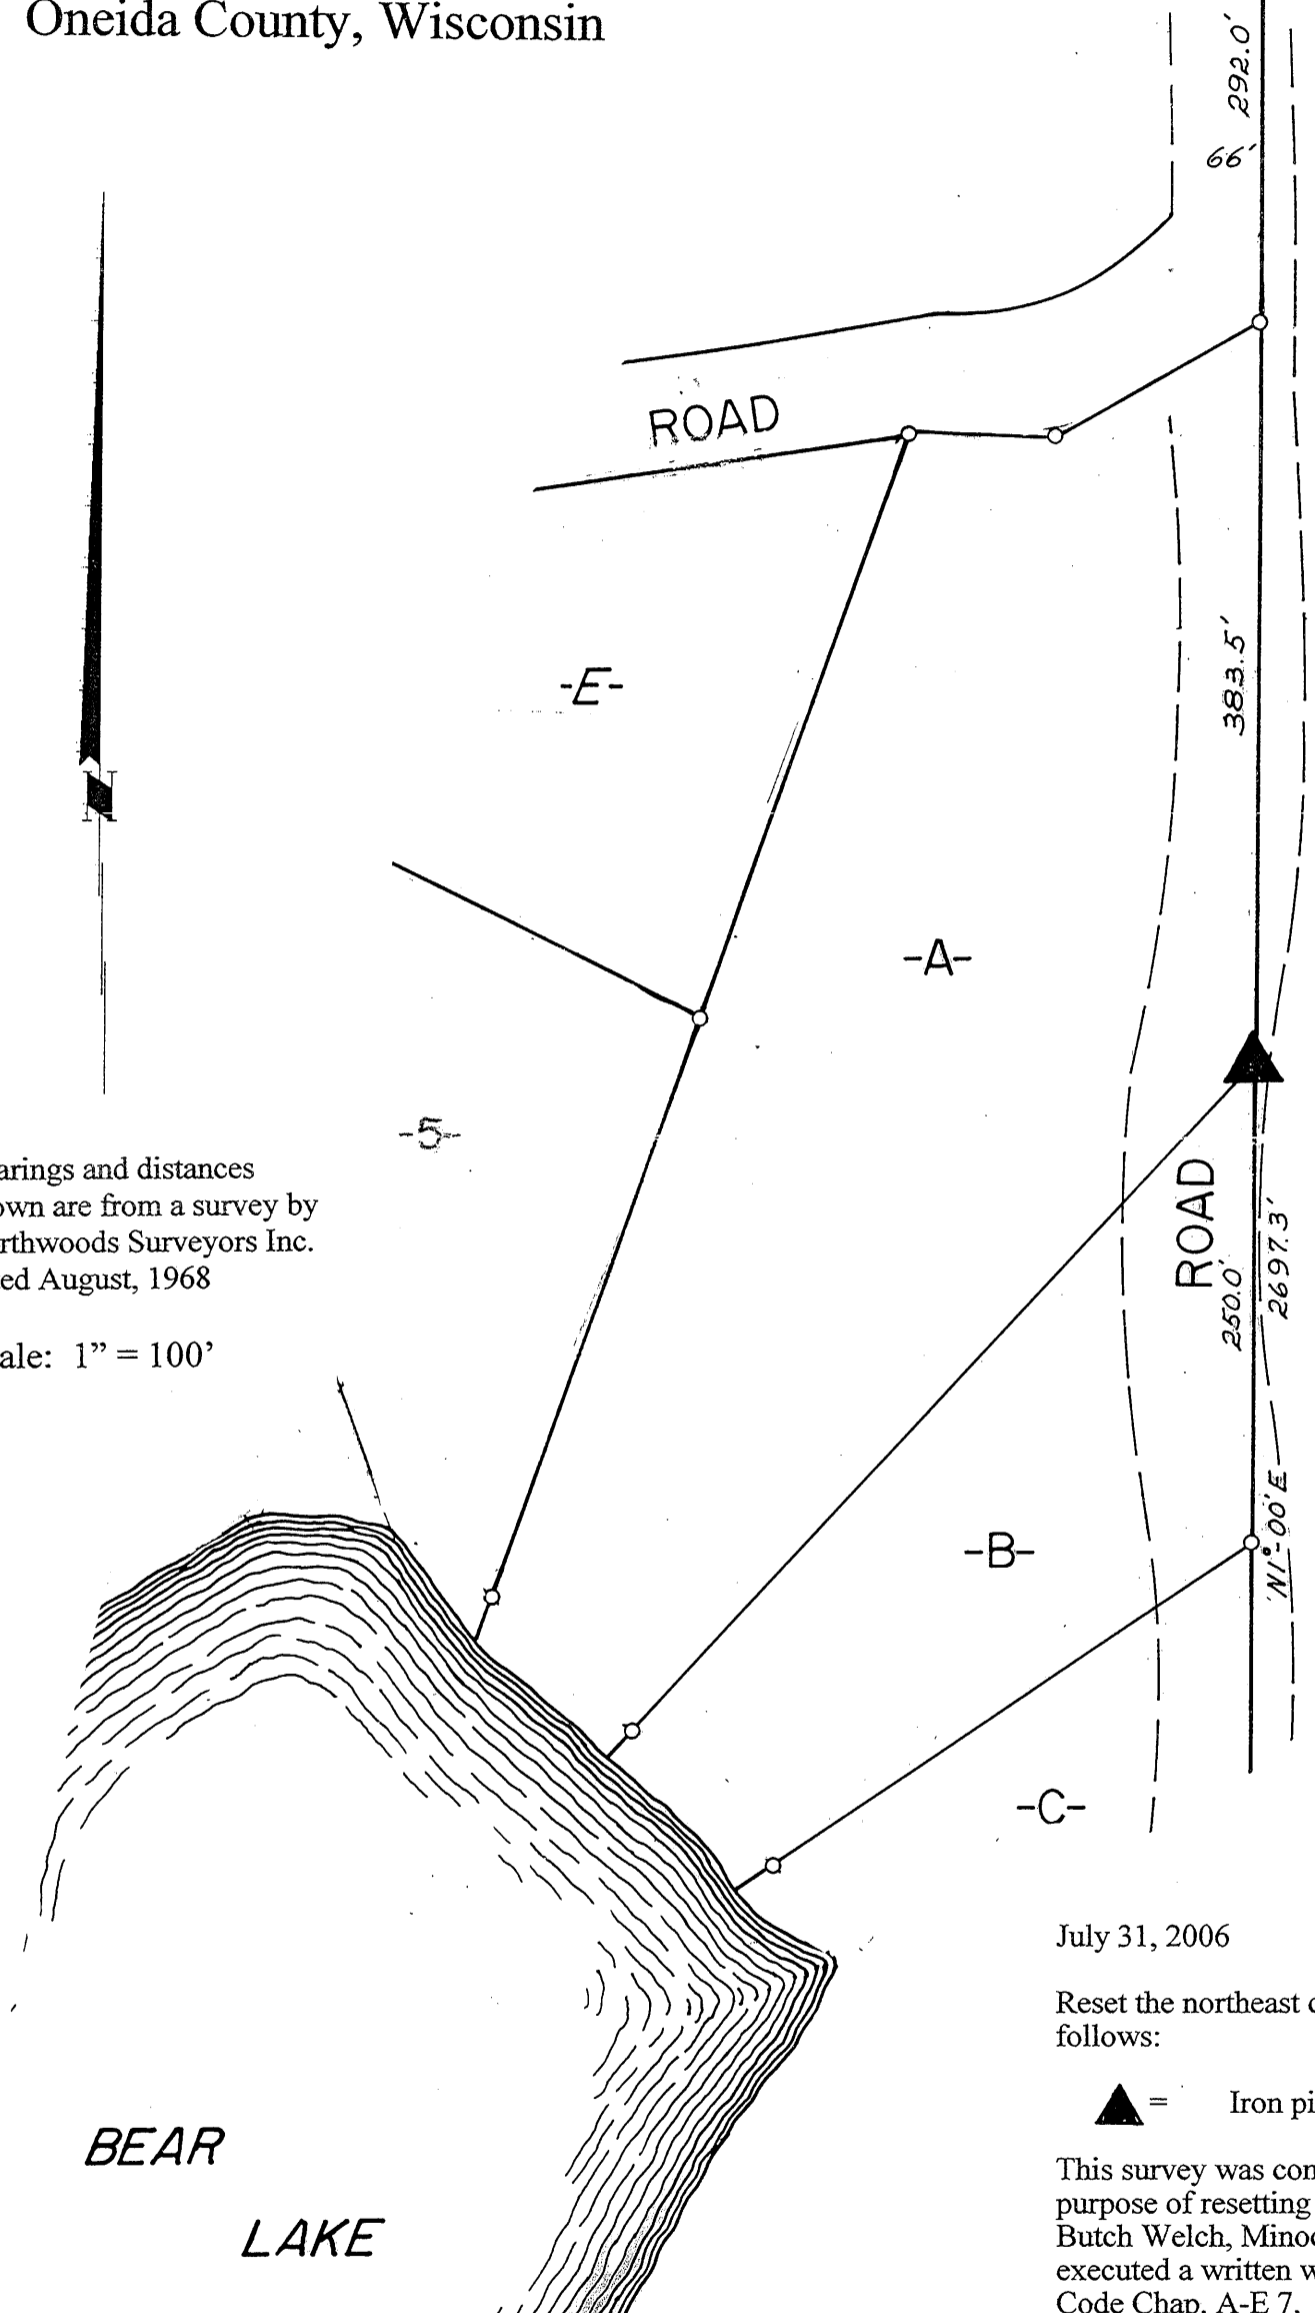 Oneida County, Wisconsin
292.0'
66'
ROAD
-E-
383.5'
N
-A-
-5-
arings and distances
own are from a survey by
rthwoods Surveyors Inc.
ed August, 1968
ale: 1” = 100’
ROAD
250.0'
2697.3'
N1°-00'E
-B-
-C-
July 31, 2006
Reset the northeast c
follows:
= Iron pi
This survey was con
purpose of resetting
Butch Welch, Minoc
executed a written w
Code Chap. A-E 7.
BEAR
LAKE